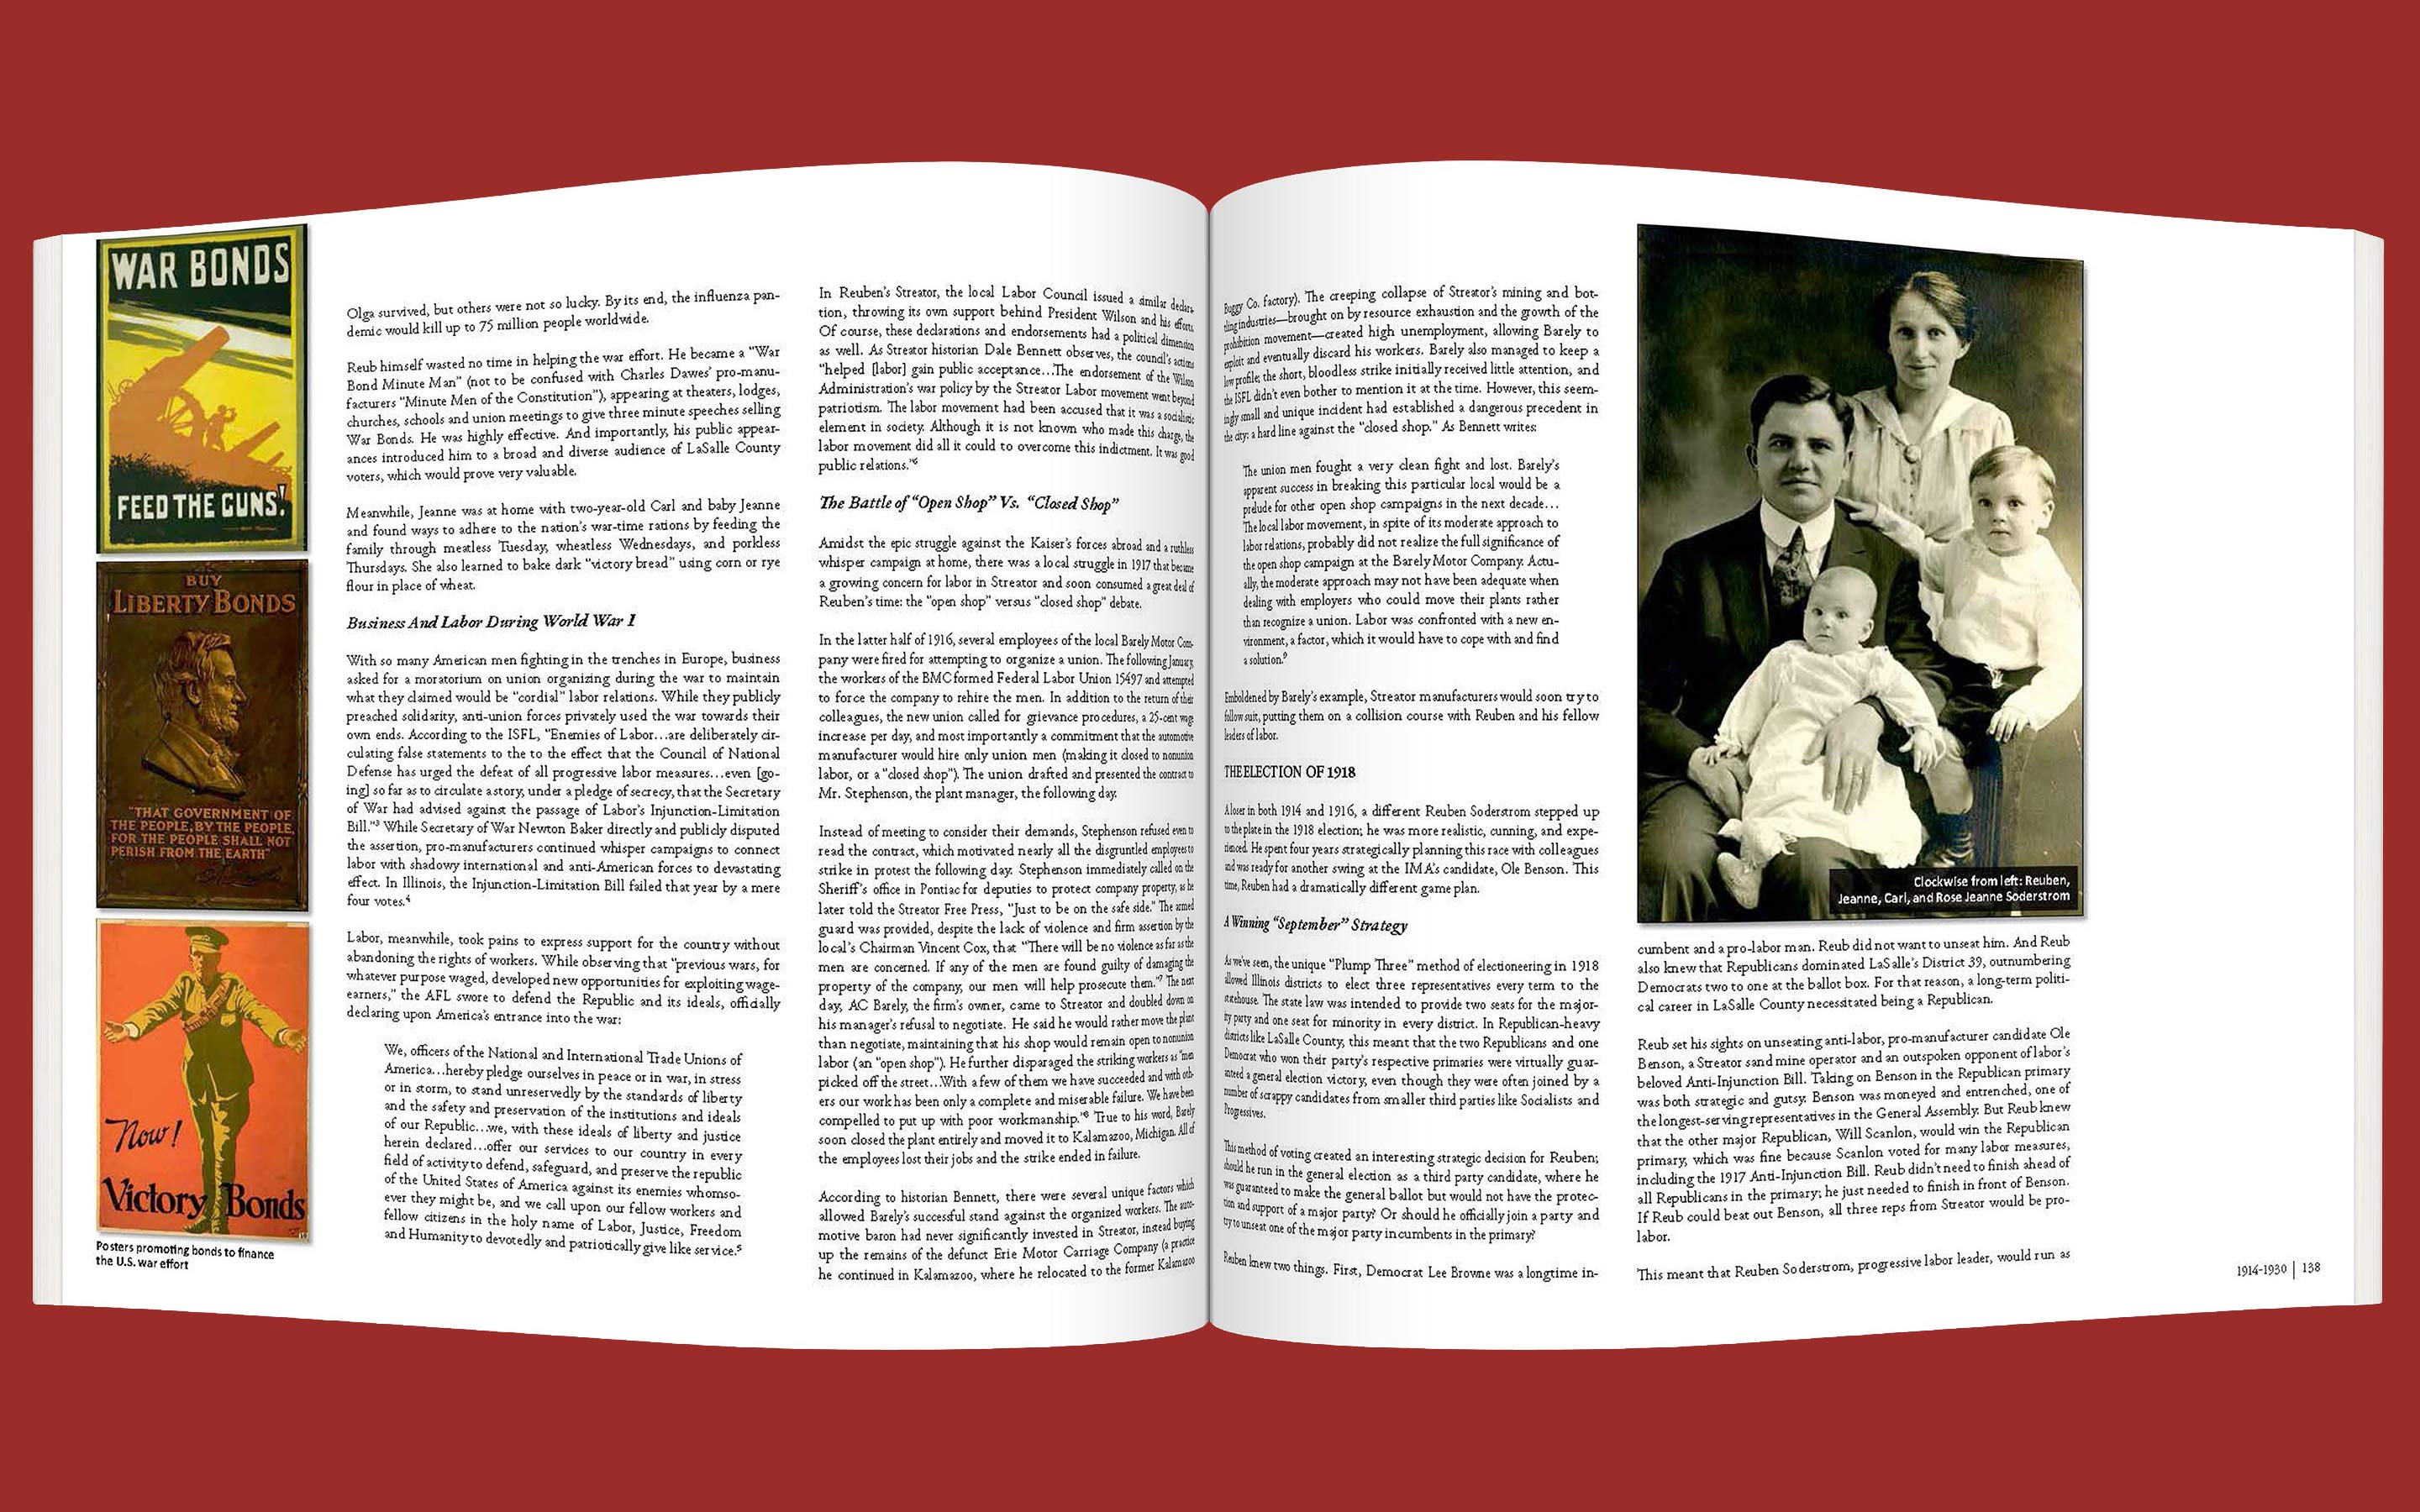 WAR BONDS
FEED THE GUNS!
BUY
LIBERTY BONDS
"THAT GOVERNMENT OF
THE PEOPLE, BY THE PEOPLE,
FOR THE PEOPLE SHALL NOT
PERISH FROM THE EARTH"
Now!
Victory Bonds
Posters promoting bonds to finance
the U.S. war effort
Olga survived, but others were not so lucky. By its end, the influenza pan-
demic would kill up to 75 million people worldwide.
Reub himself wasted no time in helping the war effort. He became a "War
Bond Minute Man" (not to be confused with Charles Dawes' pro-manu-
facturers "Minute Men of the Constitution"), appearing at theaters, lodges,
churches, schools and union meetings to give three minute speeches selling
War Bonds. He was highly effective. And importantly, his public appear-
ances introduced him to a broad and diverse audience of LaSalle County
voters, which would prove very valuable.
Meanwhile, Jeanne was at home with two-year-old Carl and baby Jeanne
and found ways to adhere to the nation's war-time rations by feeding the
family through meatless Tuesday, wheatless Wednesdays, and porkless
Thursdays. She also learned to bake dark "victory bread" using corn or rye
flour in place of wheat.
Business And Labor During World War I
With so many American men fighting in the trenches in Europe, business
asked for a moratorium on union organizing during the war to maintain
what they claimed would be "cordial" labor relations. While they publicly
preached solidarity, anti-union forces privately used the war towards their
own ends. According to the ISFL, "Enemies of Labor...are deliberately cir-
culating false statements to the to the effect that the Council of National
Defense has urged the defeat of all progressive labor measures...even [go-
ing] so far as to circulate a story, under a pledge of secrecy, that the Secretary
of War had advised against the passage of Labor's Injunction-Limitation
Bill."3 While Secretary of War Newton Baker directly and publicly disputed
the assertion, pro-manufacturers continued whisper campaigns to connect
labor with shadowy international and anti-American forces to devastating
effect. In Illinois, the Injunction-Limitation Bill failed that year by a mere
four votes.4
Labor, meanwhile, took pains to express support for the country without
abandoning the rights of workers. While observing that "previous wars, for
whatever purpose waged, developed new opportunities for exploiting wage-
earners," the AFL swore to defend the Republic and its ideals, officially
declaring upon America's entrance into the war:
We, officers of the National and International Trade Unions of
America...hereby pledge ourselves in peace or in war, in stress
or in storm, to stand unreservedly by the standards of liberty
and the safety and preservation of the institutions and ideals
of our Republic...we, with these ideals of liberty and justice
herein declared...offer our services to our country in every
field of activity to defend, safeguard, and preserve the republic
of the United States of America against its enemies whomso-
ever they might be, and we call upon our fellow workers and
fellow citizens in the holy name of Labor, Justice, Freedom
and Humanity to devotedly and patriotically give like service.5
In Reuben's Streator, the local Labor Council issued a similar declara-
tion, throwing its own support behind President Wilson and his efforts.
Of course, these declarations and endorsements had a political dimension
as well. As Streator historian Dale Bennett observes, the council's actions
"helped [labor] gain public acceptance...The endorsement of the Wilson
Administration's war policy by the Streator Labor movement went beyond
patriotism. The labor movement had been accused that it was a socialistic
element in society. Although it is not known who made this charge, the
labor movement did all it could to overcome this indictment. It was good
public relations."6
The Battle of "Open Shop" Vs. "Closed Shop"
Amidst the epic struggle against the Kaiser's forces abroad and a ruthless
whisper campaign at home, there was a local struggle in 1917 that became
a growing concern for labor in Streator and soon consumed a great deal of
Reuben's time: the "open shop" versus "closed shop" debate.
In the latter half of 1916, several employees of the local Barely Motor Com-
pany were fired for attempting to organize a union. The following January,
the workers of the BMC formed Federal Labor Union 15497 and attempted
to force the company to rehire the men. In addition to the return of their
colleagues, the new union called for grievance procedures, a 25-cent wage
increase per day, and most importantly a commitment that the automotive
manufacturer would hire only union men (making it closed to nonunion
labor, or a "closed shop"). The union drafted and presented the contract to
Mr. Stephenson, the plant manager, the following day.
Instead of meeting to consider their demands, Stephenson refused even to
read the contract, which motivated nearly all the disgruntled employees to
strike in protest the following day. Stephenson immediately called on the
Sheriff's office in Pontiac for deputies to protect company property, as he
later told the Streator Free Press, "Just to be on the safe side." The armed
guard was provided, despite the lack of violence and firm assertion by the
local's Chairman Vincent Cox, that "There will be no violence as far as the
men are concerned. If any of the men are found guilty of damaging the
property of the company, our men will help prosecute them."7 The next
day, AC Barely, the firm's owner, came to Streator and doubled down on
his manager's refusal to negotiate. He said he would rather move the plant
than negotiate, maintaining that his shop would remain open to nonunion
labor (an "open shop"). He further disparaged the striking workers as "men
picked off the street...With a few of them we have succeeded and with oth-
ers our work has been only a complete and miserable failure. We have been
compelled to put up with poor workmanship."8 True to his word, Barely
soon closed the plant entirely and moved it to Kalamazoo, Michigan. All of
the employees lost their jobs and the strike ended in failure.
According to historian Bennett, there were several unique factors which
allowed Barely's successful stand against the organized workers. The auto-
motive baron had never significantly invested in Streator, instead buying
up the remains of the defunct Erie Motor Carriage Company (a practice
he continued in Kalamazoo, where he relocated to the former Kalamazoo
Buggy Co. factory). The creeping collapse of Streator's mining and bot-
tling industries—brought on by resource exhaustion and the growth of the
prohibition movement—created high unemployment, allowing Barely to
exploit and eventually discard his workers. Barely also managed to keep a
low profile; the short, bloodless strike initially received little attention, and
the ISFL didn't even bother to mention it at the time. However, this seem-
ingly small and unique incident had established a dangerous precedent in
the city: a hard line against the "closed shop." As Bennett writes:
The union men fought a very clean fight and lost. Barely's
apparent success in breaking this particular local would be a
prelude for other open shop campaigns in the next decade...
The local labor movement, in spite of its moderate approach to
labor relations, probably did not realize the full significance of
the open shop campaign at the Barely Motor Company. Actu-
ally, the moderate approach may not have been adequate when
dealing with employers who could move their plants rather
than recognize a union. Labor was confronted with a new en-
vironment, a factor, which it would have to cope with and find
a solution.9
Emboldened by Barely's example, Streator manufacturers would soon try to
follow suit, putting them on a collision course with Reuben and his fellow
leaders of labor.
THE ELECTION OF 1918
A loser in both 1914 and 1916, a different Reuben Soderstrom stepped up
to the plate in the 1918 election; he was more realistic, cunning, and expe-
rienced. He spent four years strategically planning this race with colleagues
and was ready for another swing at the IMA's candidate, Ole Benson. This
time, Reuben had a dramatically different game plan.
A Winning "September" Strategy
As we've seen, the unique "Plump Three" method of electioneering in 1918
allowed Illinois districts to elect three representatives every term to the
statehouse. The state law was intended to provide two seats for the major-
ity party and one seat for minority in every district. In Republican-heavy
districts like LaSalle County, this meant that the two Republicans and one
Democrat who won their party's respective primaries were virtually guar-
anteed a general election victory, even though they were often joined by a
number of scrappy candidates from smaller third parties like Socialists and
Progressives.
This method of voting created an interesting strategic decision for Reuben;
should he run in the general election as a third party candidate, where he
was guaranteed to make the general ballot but would not have the protec-
tion and support of a major party? Or should he officially join a party and
try to unseat one of the major party incumbents in the primary?
Reuben knew two things. First, Democrat Lee Browne was a longtime in-
Clockwise from left: Reuben,
Jeanne, Carl, and Rose Jeanne Soderstrom
cumbent and a pro-labor man. Reub did not want to unseat him. And Reub
also knew that Republicans dominated LaSalle's District 39, outnumbering
Democrats two to one at the ballot box. For that reason, a long-term politi-
cal career in LaSalle County necessitated being a Republican.
Reub set his sights on unseating anti-labor, pro-manufacturer candidate Ole
Benson, a Streator sand mine operator and an outspoken opponent of labor's
beloved Anti-Injunction Bill. Taking on Benson in the Republican primary
was both strategic and gutsy. Benson was moneyed and entrenched, one of
the longest-serving representatives in the General Assembly. But Reub knew
that the other major Republican, Will Scanlon, would win the Republican
primary, which was fine because Scanlon voted for many labor measures,
including the 1917 Anti-Injunction Bill. Reub didn't need to finish ahead of
all Republicans in the primary; he just needed to finish in front of Benson.
If Reub could beat out Benson, all three reps from Streator would be pro-
labor.
This meant that Reuben Soderstrom, progressive labor leader, would run as
1914-1930 | 138